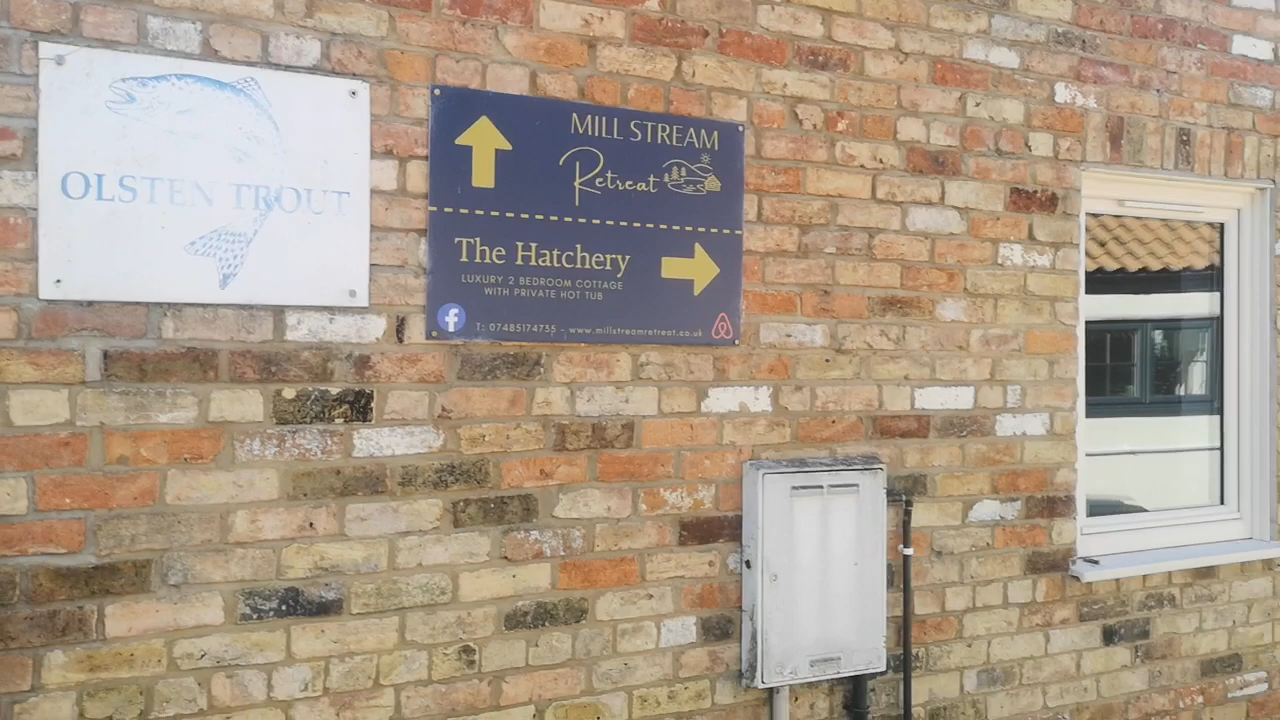 OLSTEN TROUT
MILL STREAM
Retreat
The Hatchery
LUXURY 2 BEDROOM COTTAGE
WITH PRIVATE HOT TUB
T: 07485174735 - www.millstreamretreat.co.uk